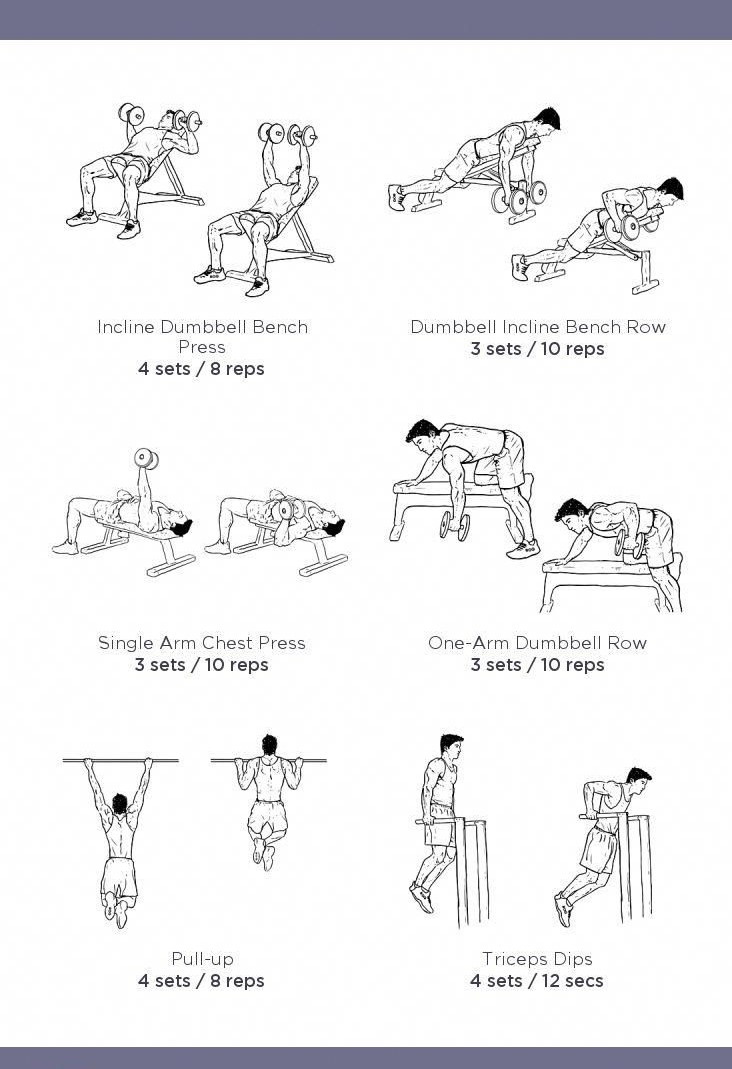 Incline Dumbbell Bench
Press
4 sets / 8 reps
Dumbbell Incline Bench Row
3 sets / 10 reps
Single Arm Chest Press
3 sets / 10 reps
One-Arm Dumbbell Row
3 sets / 10 reps
Pull-up
4 sets / 8 reps
Triceps Dips
4 sets / 12 secs